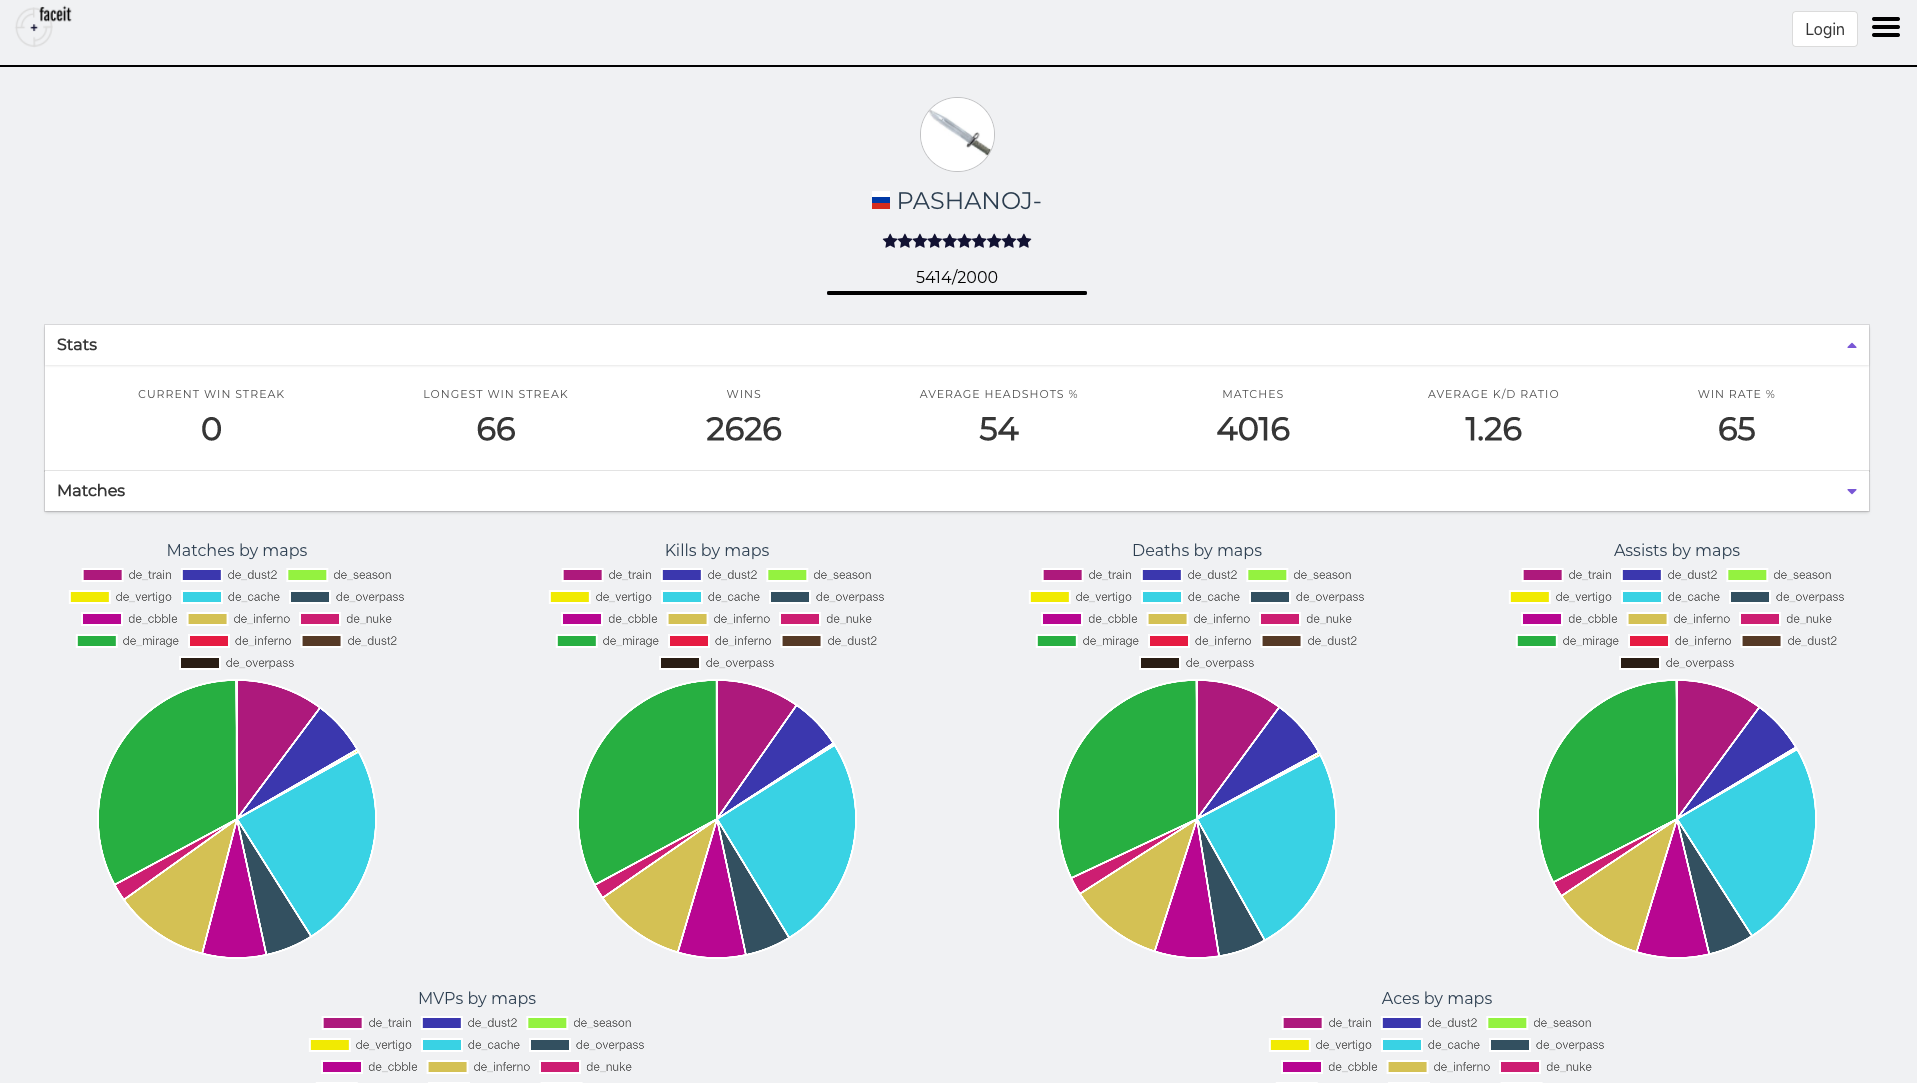 faceit
Login
PASHANOJ-
5414/2000
Stats
CURRENT WIN STREAK LONGEST WIN STREAK WINS AVERAGE HEADSHOTS % MATCHES AVERAGE K/D RATIO WIN RATE %
0 66 2626 54 4016 1.26 65
Matches
Matches by maps
de_train de_dust2 de_season
de_vertigo de_cache de_overpass
de_cbble de_inferno de_nuke
de_mirage de_inferno de_dust2
de_overpass
Kills by maps
de_train de_dust2 de_season
de_vertigo de_cache de_overpass
de_cbble de_inferno de_nuke
de_mirage de_inferno de_dust2
de_overpass
Deaths by maps
de_train de_dust2 de_season
de_vertigo de_cache de_overpass
de_cbble de_inferno de_nuke
de_mirage de_inferno de_dust2
de_overpass
Assists by maps
de_train de_dust2 de_season
de_vertigo de_cache de_overpass
de_cbble de_inferno de_nuke
de_mirage de_inferno de_dust2
de_overpass
MVPs by maps
de_train de_dust2 de_season
de_vertigo de_cache de_overpass
de_cbble de_inferno de_nuke
Aces by maps
de_train de_dust2 de_season
de_vertigo de_cache de_overpass
de_cbble de_inferno de_nuke